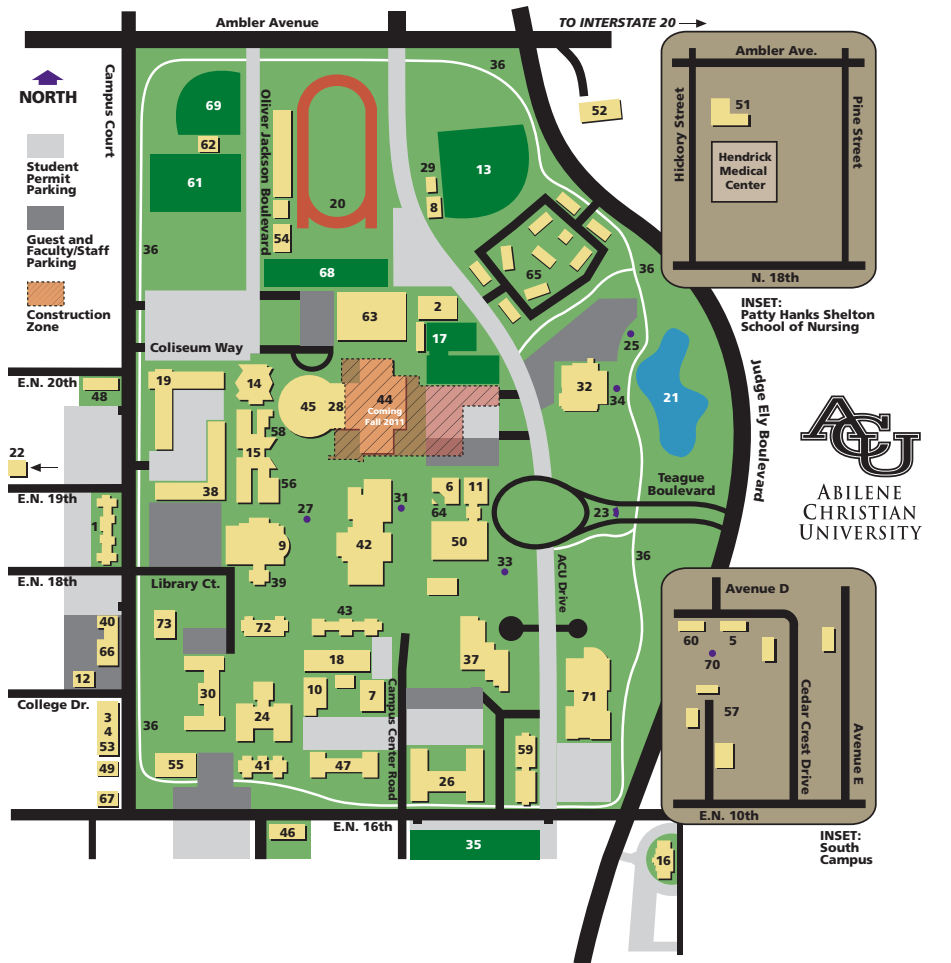 Ambler Avenue
TO INTERSTATE 20
36
NORTH
Campus Court
Oliver Jackson Boulevard
Student
Permit
Parking
Guest and
Faculty/Staff
Parking
Construction
Zone
69
62
61
20
54
68
36
29
8
13
52
65
36
63
2
17
25
Coliseum Way
E.N. 20th
48
19
14
45
28
44
Coming
Fall 2011
32
34
21
Judge Ely Boulevard
58
15
22
E.N. 19th
38
56
27
31
6
11
64
Teague
Boulevard
23
1
9
42
50
33
36
E.N. 18th
Library Ct.
39
ACU Drive
40
66
12
73
72
43
18
37
College Dr.
30
10
7
71
Campus Center Road
3
4
53
36
24
49
55
41
47
26
59
67
E.N. 16th
46
35
16
Ambler Ave.
Hickory Street
Pine Street
51
Hendrick
Medical
Center
N. 18th
INSET:
Patty Hanks Shelton
School of Nursing
ACU
ABILENE
CHRISTIAN
UNIVERSITY
Avenue D
60
5
70
57
Cedar Crest Drive
Avenue E
E.N. 10th
INSET:
South
Campus